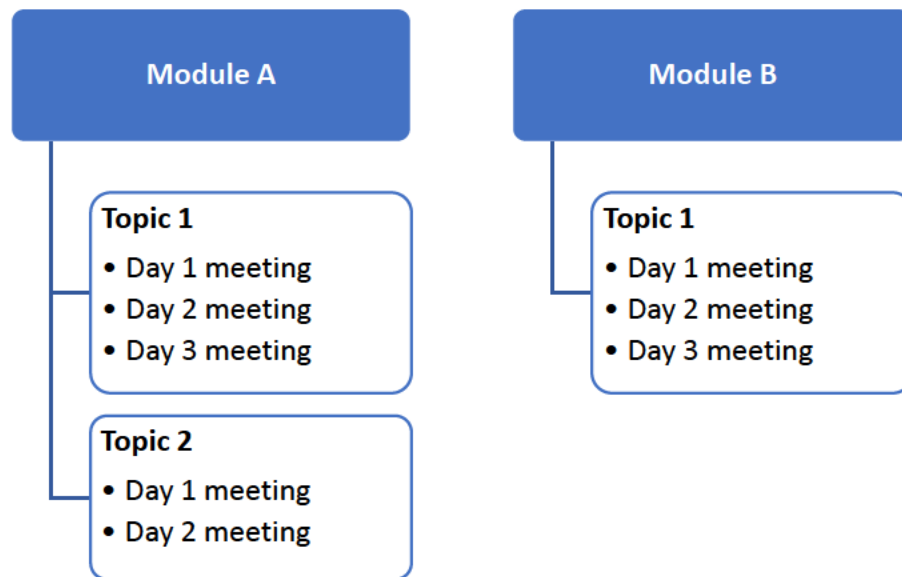 Module A
Topic 1
• Day 1 meeting
• Day 2 meeting
• Day 3 meeting
Topic 2
• Day 1 meeting
• Day 2 meeting
Module B
Topic 1
• Day 1 meeting
• Day 2 meeting
• Day 3 meeting